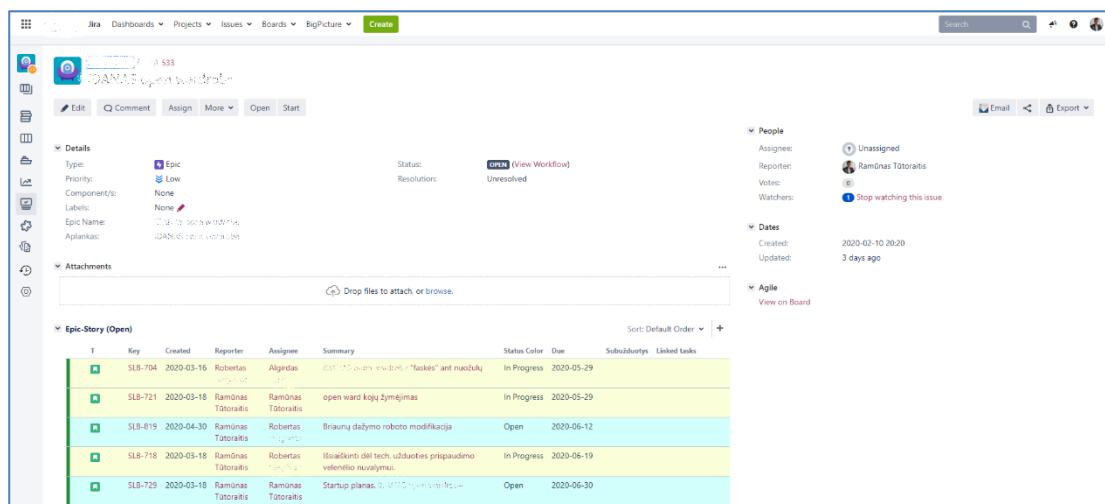 Jira Dashboards Projects Issues Boards BigPicture Create Search
533
open wardrobe
Edit Comment Assign More Open Start Email Export
Details
Type: Epic Status: OPEN (View Workflow)
Priority: Low Resolution: Unresolved
Component/s: None
Labels: None
Epic Name:
Aplankas:
People
Assignee: Unassigned
Reporter: Ramūnas Tūtoraitis
Votes: 0
Watchers: 1 Stop watching this issue
Dates
Created: 2020-02-10 20:20
Updated: 3 days ago
Attachments
Drop files to attach, or browse.
Agile
View on Board
Epic-Story (Open) Sort: Default Order
T Key Created Reporter Assignee Summary Status Color Due Subužduotys Linked tasks
SLB-704 2020-03-16 Robertas Algirdas "faskės" ant nuožulų In Progress 2020-05-29
SLB-721 2020-03-18 Ramūnas Ramūnas open ward kojų žymėjimas In Progress 2020-05-29
Tūtoraitis Tūtoraitis
SLB-819 2020-04-30 Ramūnas Robertas Briaunų dažymo roboto modifikacija Open 2020-06-12
Tūtoraitis
SLB-718 2020-03-18 Ramūnas Robertas Išsiaiškinti dėl tech. užduoties prispaudimo In Progress 2020-06-19
Tūtoraitis velenėlio nuvalymui.
SLB-729 2020-03-18 Ramūnas Ramūnas Startup planas. Open 2020-06-30
Tūtoraitis Tūtoraitis